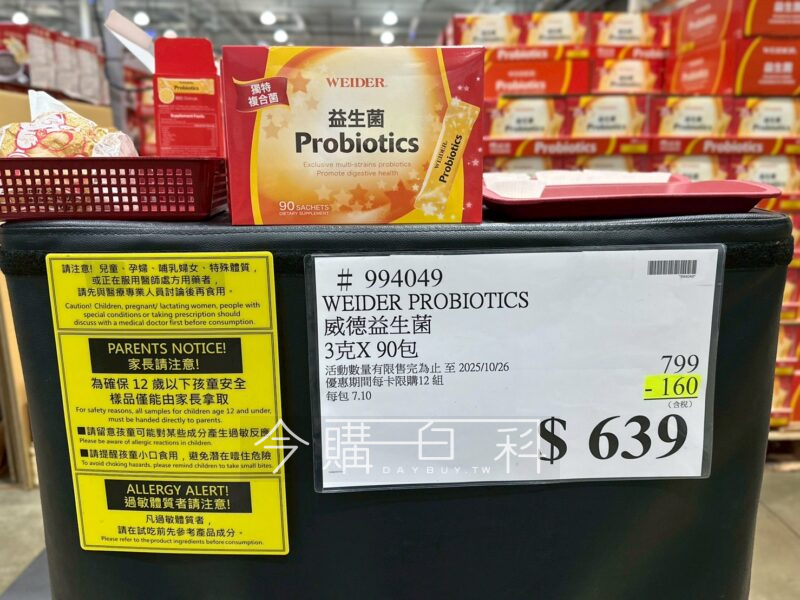 WEIDER
獨特
複合菌
益生菌
Probiotics
Exclusive multi-strains probiotics
Promote digestive health
90 SACHETS
DIETARY SUPPLEMENT
WEIDER
Probiotics
Probiotics
Probiotics
請注意! 兒童、孕婦、哺乳婦女、特殊體質,
或正在服用醫師處方用藥者,
請先與醫療專業人員討論後再食用。
Caution! Children, pregnant/ lactating women, people with
special conditions or taking prescription should
discuss with a medical doctor first before consumption.
PARENTS NOTICE!
家長請注意!
為確保 12 歲以下孩童安全
樣品僅能由家長拿取
For safety reasons, all samples for children age 12 and under,
must be handed directly to parents.
■請留意孩童可能對某些成分產生過敏反應
Please be aware of allergic reactions in children.
■請提醒孩童小口食用,避免潛在噎住危險
To avoid choking hazards, please remind children to take small bites.
ALLERGY ALERT!
過敏體質者請注意!
凡過敏體質者,
請在試吃前先參考產品成分。
Please refer to the product ingredients before consumption.
# 994049
WEIDER PROBIOTICS
威德益生菌
3克X 90包
活動數量有限售完為止 至 2025/10/26
優惠期間每卡限購12 組
每包 7.10
799
- 160
(含稅)
$ 639
今購百科
DAYBUY.TW